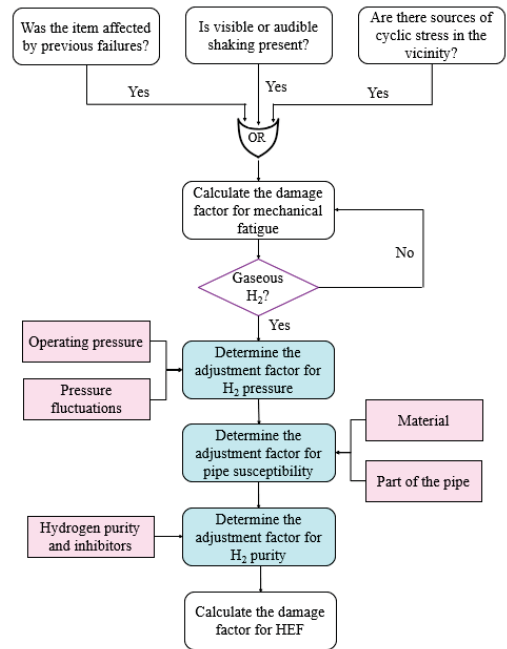 Was the item affected
by previous failures?
Is visible or audible
shaking present?
Are there sources of
cyclic stress in the
vicinity?
Yes
Yes
Yes
OR
Calculate the damage
factor for mechanical
fatigue
No
Gaseous
H₂?
Yes
Operating pressure
Pressure
fluctuations
Determine the
adjustment factor for
H₂ pressure
Material
Determine the
adjustment factor for
pipe susceptibility
Part of the pipe
Hydrogen purity
and inhibitors
Determine the
adjustment factor for
H₂ purity
Calculate the damage
factor for HEF